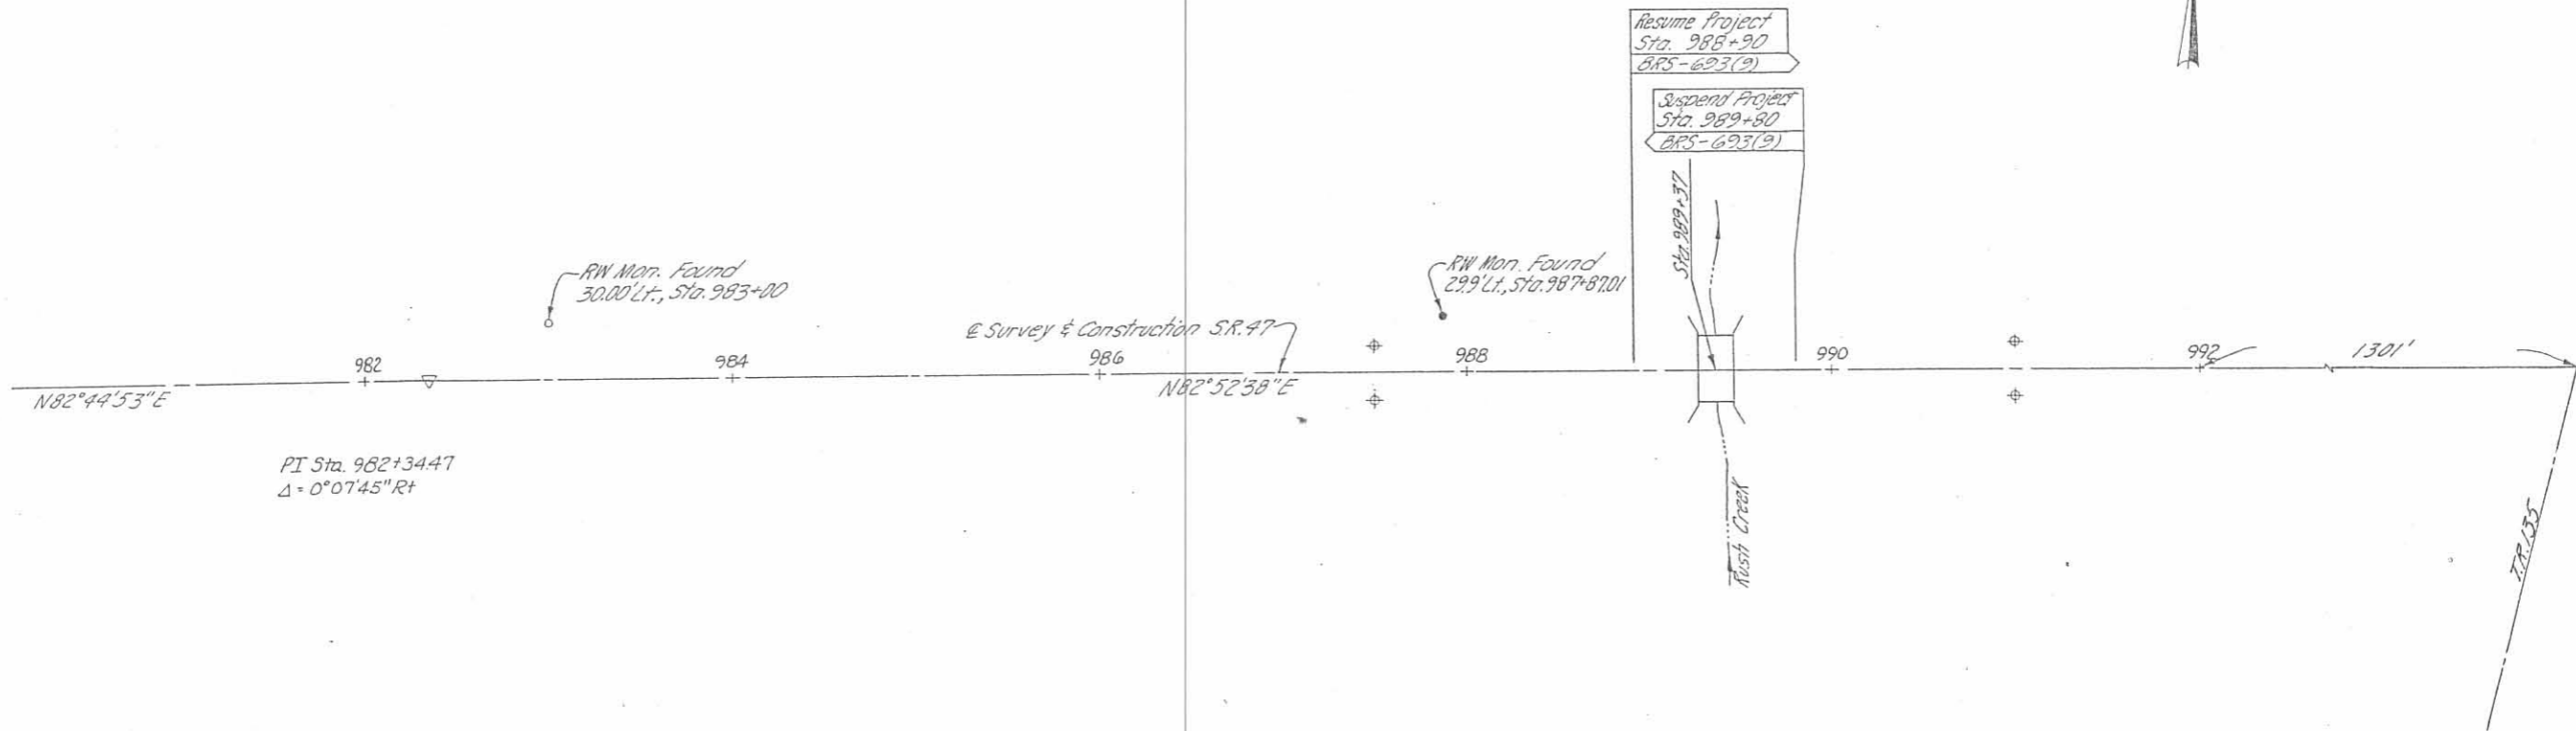 Resume Project
Sta. 988+90
BRS-693(9)
Suspend Project
Sta. 989+80
BRS-693(9)
Sta. 989+37
RW Mon. Found
30.00' Lt., Sta. 983+00
RW Mon. Found
29.9' Lt., Sta. 987+87.01
℄ Survey & Construction S.R. 47
982
984
986
988
990
992
1301'
N82°44'53"E
N82°52'38"E
PI Sta. 982+34.47
Δ = 0°07'45" Rt
Rush Creek
T.R. 135